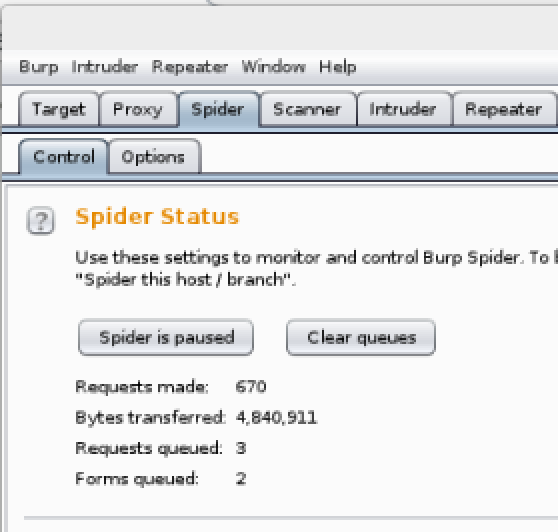 Burp Intruder Repeater Window Help
Target Proxy Spider Scanner Intruder Repeater
Control Options
? Spider Status
Use these settings to monitor and control Burp Spider. To
"Spider this host / branch".
Spider is paused Clear queues
Requests made: 670
Bytes transferred: 4,840,911
Requests queued: 3
Forms queued: 2